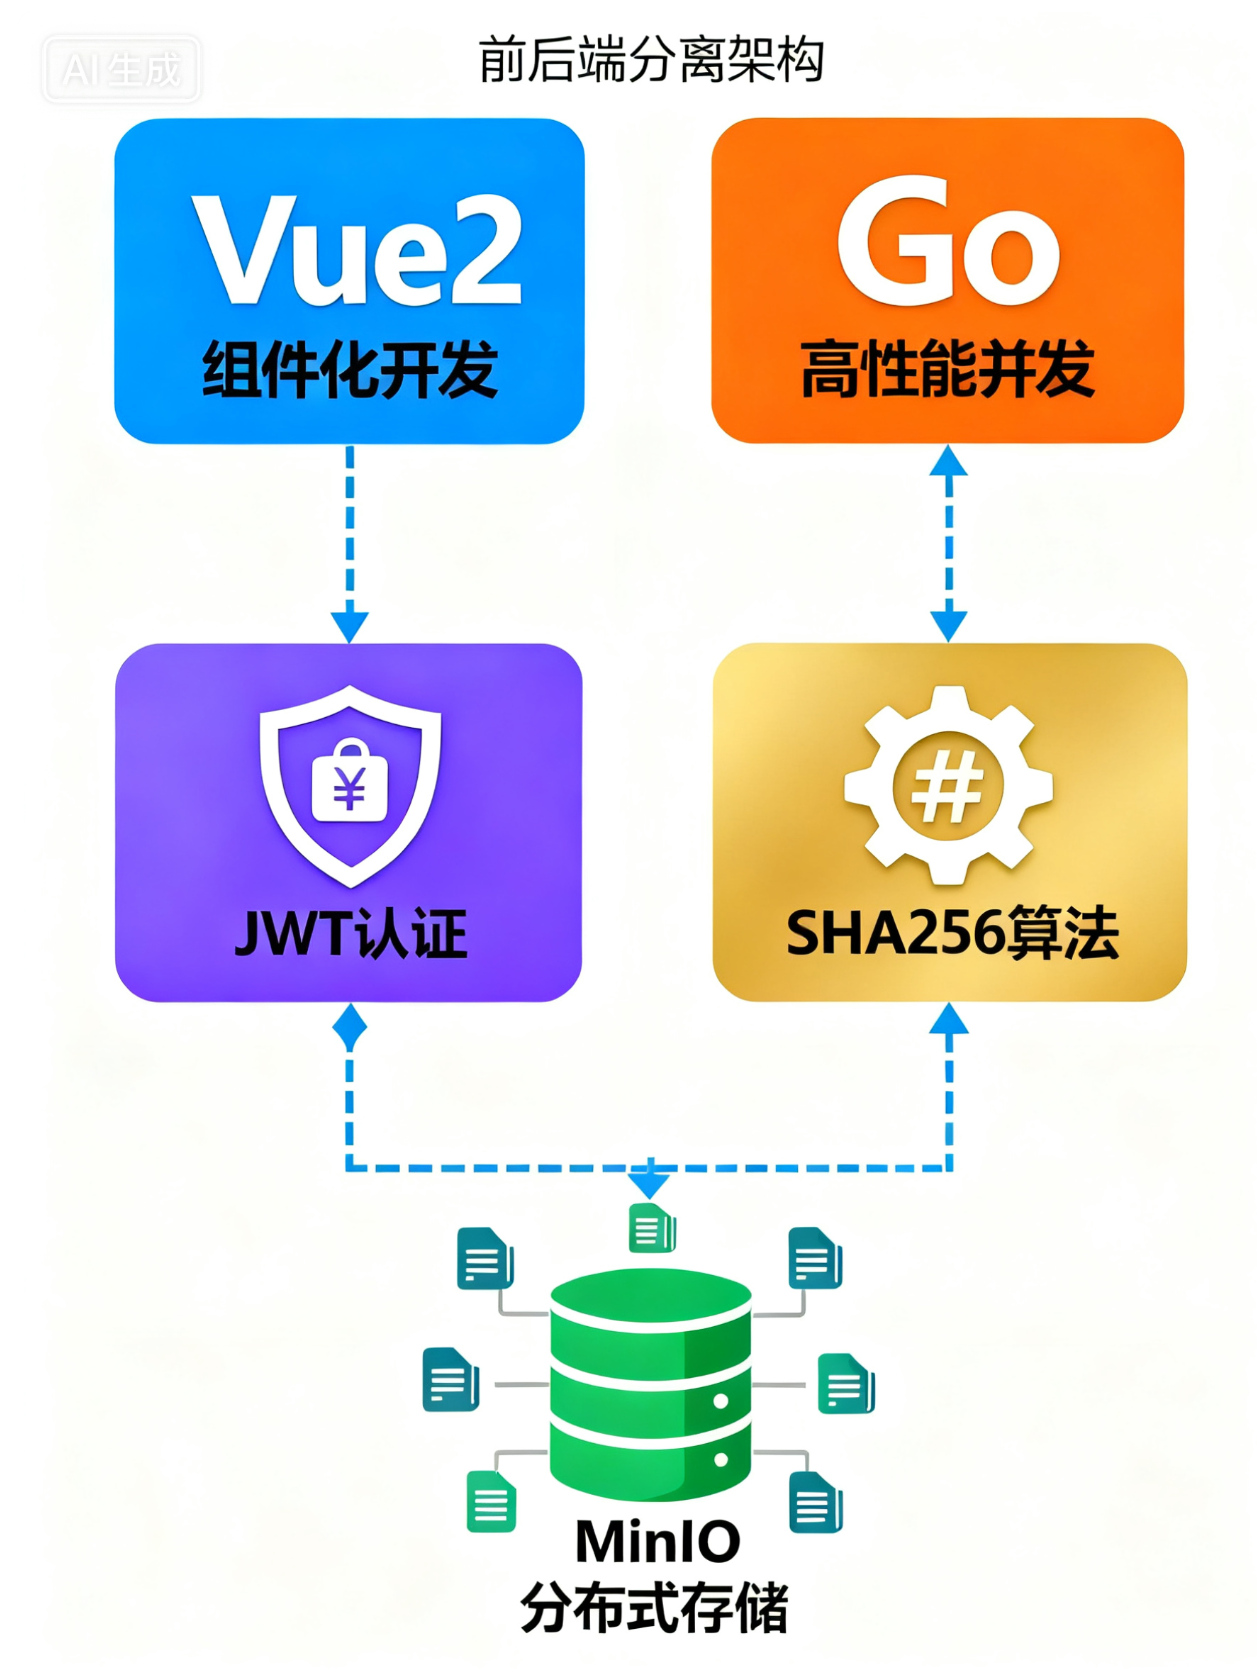 AI生成
前后端分离架构
Vue2
组件化开发
Go
高性能并发
¥
JWT认证
#
SHA256算法
MinIO
分布式存储